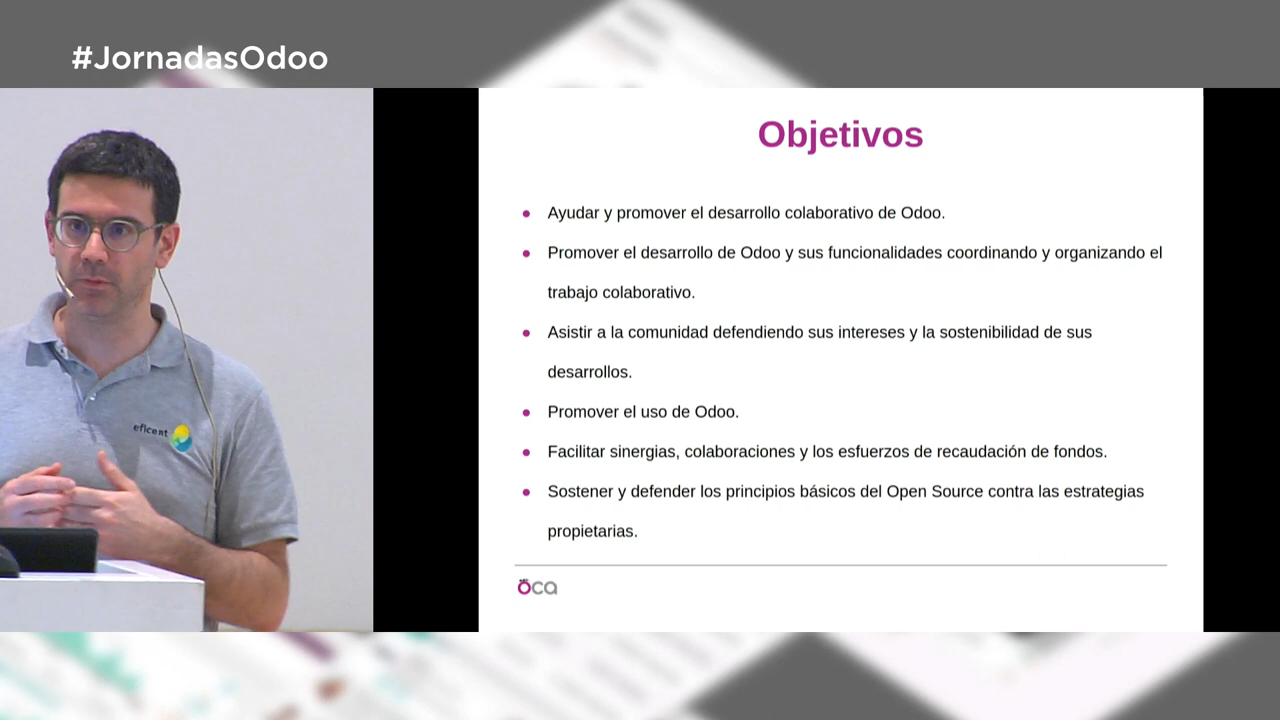 #JornadasOdoo
Objetivos
Ayudar y promover el desarrollo colaborativo de Odoo.
Promover el desarrollo de Odoo y sus funcionalidades coordinando y organizando el
trabajo colaborativo.
Asistir a la comunidad defendiendo sus intereses y la sostenibilidad de sus
desarrollos.
Promover el uso de Odoo.
Facilitar sinergias, colaboraciones y los esfuerzos de recaudación de fondos.
Sostener y defender los principios básicos del Open Source contra las estrategias
propietarias.
oca
eficent